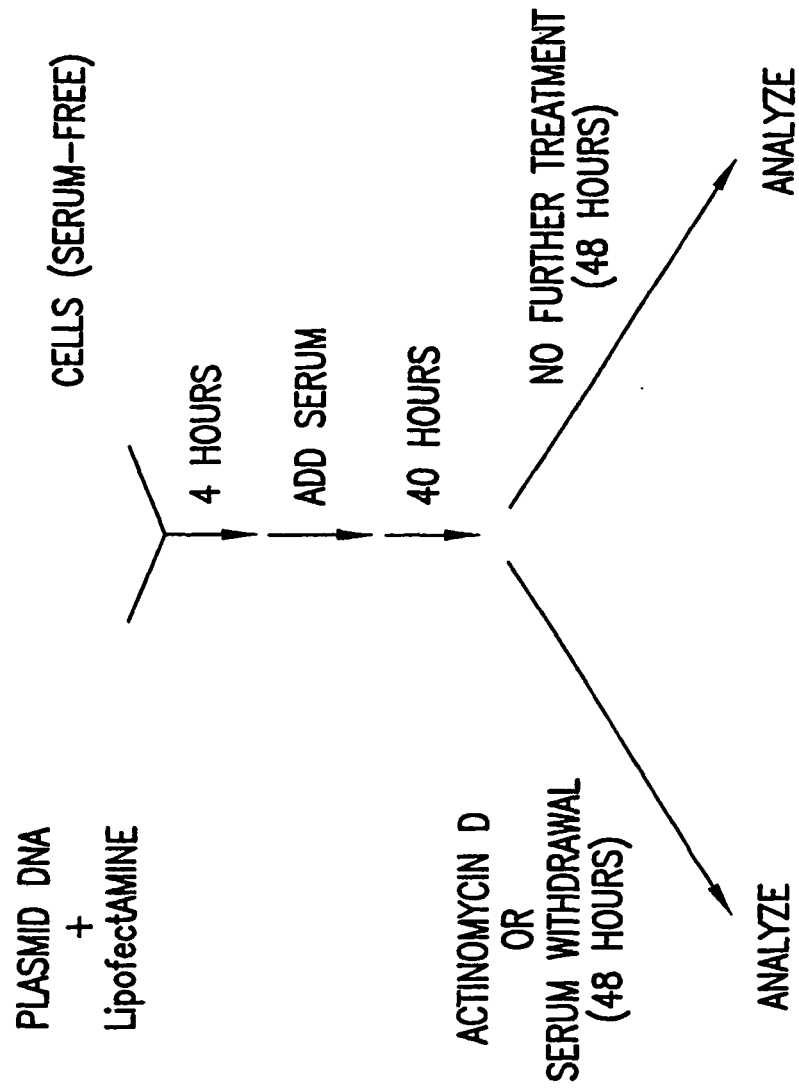 PLASMID DNA
+
LipofectAMINE
CELLS (SERUM-FREE)
4 HOURS
ADD SERUM
40 HOURS
ACTINOMYCIN D
OR
SERUM WITHDRAWAL
(48 HOURS)
NO FURTHER TREATMENT
(48 HOURS)
ANALYZE
ANALYZE